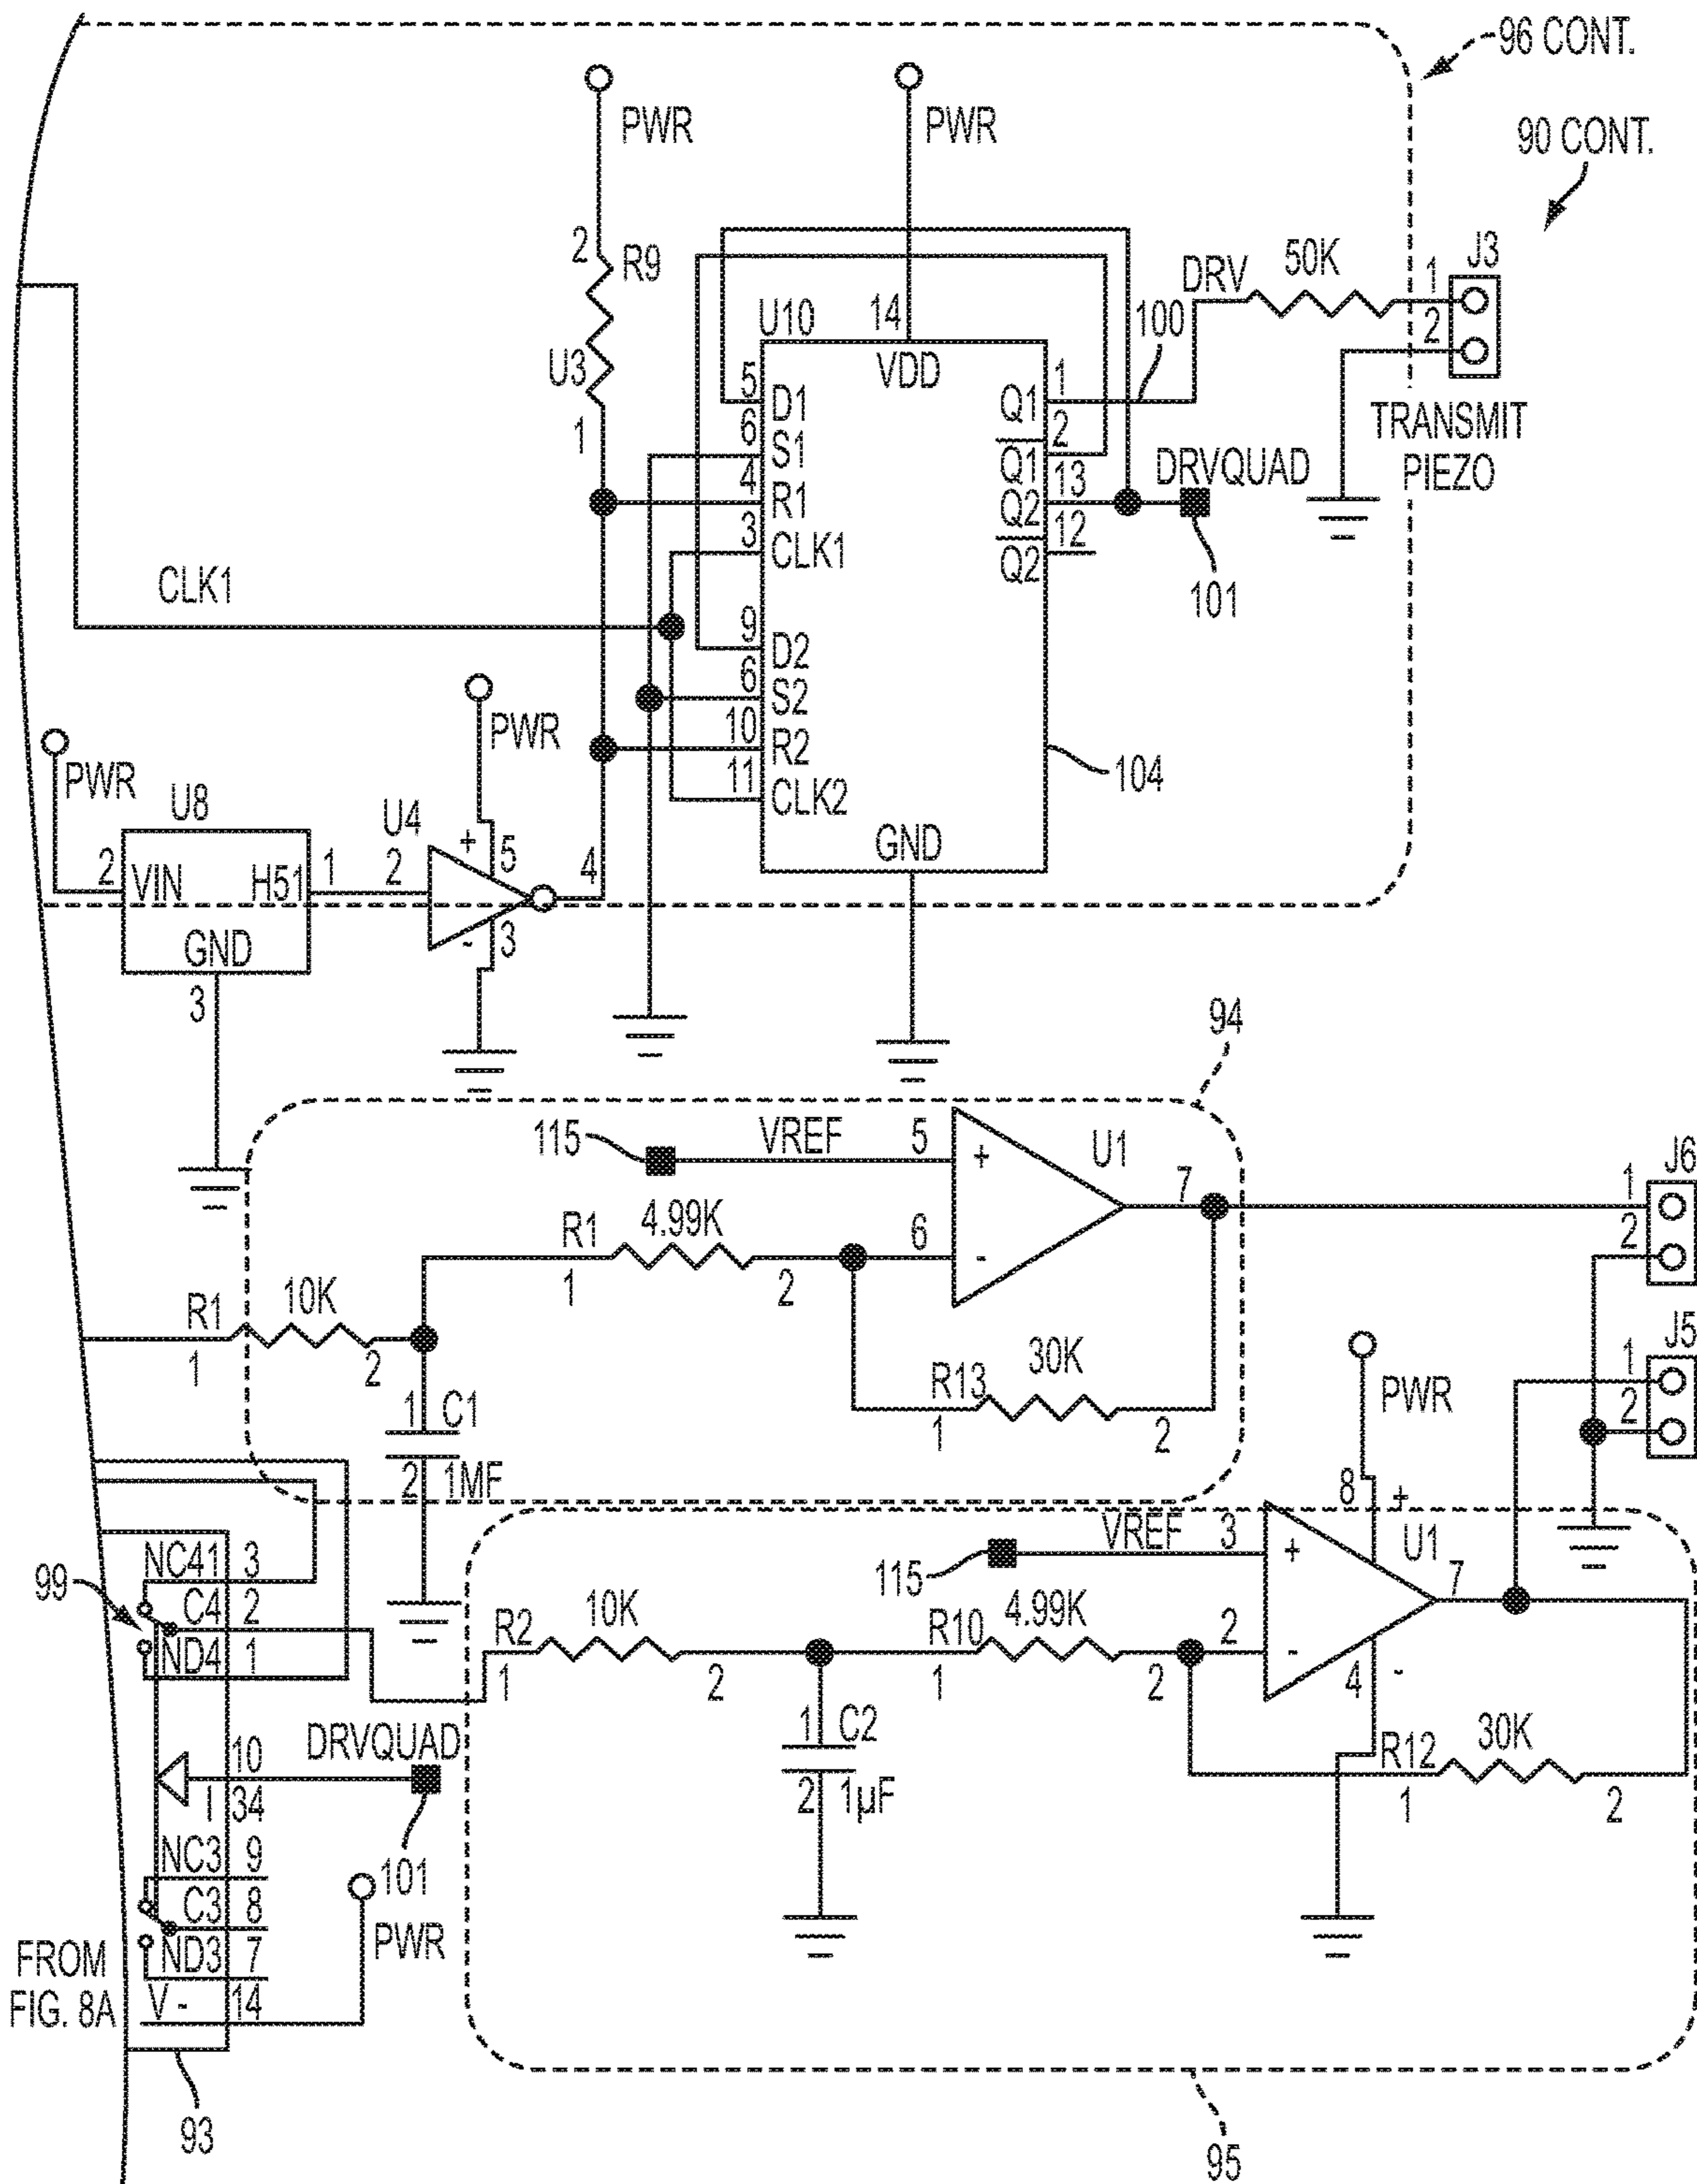 96 CONT.
90 CONT.
PWR
PWR
2
R9
U3
1
U10
14
VDD
5
D1
6
S1
4
R1
3
CLK1
9
D2
6
S2
10
R2
11
CLK2
GND
Q1
1
Q1
2
Q2
13
Q2
12
100
DRV
50K
1
2
J3
TRANSMIT
PIEZO
DRVQUAD
101
104
CLK1
PWR
U8
2
VIN
H51
1
GND
3
PWR
U4
2
+
5
4
-
3
94
115
VREF
5
+
U1
7
6
-
R1
4.99K
1
2
R1
10K
1
2
R13
30K
1
2
1
C1
2
1MF
J6
1
2
J5
1
2
PWR
8
+
U1
115
VREF
3
+
7
2
-
4
-
R2
10K
1
2
R10
4.99K
1
2
1
C2
2
1µF
R12
30K
1
2
99
NC41
3
C4
2
ND4
1
10
I
34
DRVQUAD
101
NC3
9
C3
8
ND3
7
V -
14
PWR
FROM
FIG. 8A
93
95